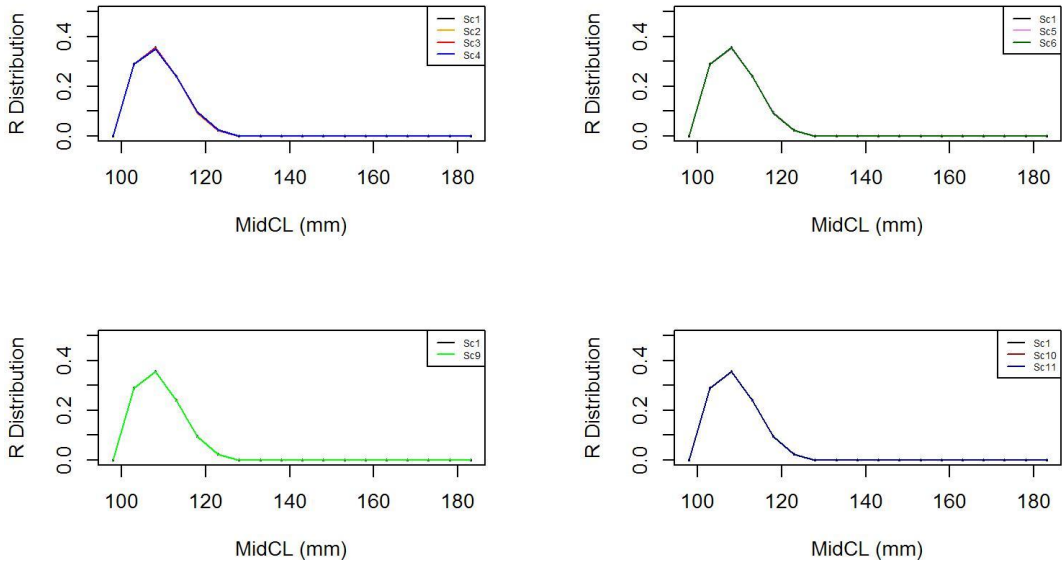 R Distribution
0.4
0.2
0.0
Sc1
Sc2
Sc3
Sc4
100 120 140 160 180
MidCL (mm)
R Distribution
0.4
0.2
0.0
Sc1
Sc5
Sc6
100 120 140 160 180
MidCL (mm)
R Distribution
0.4
0.2
0.0
Sc1
Sc9
100 120 140 160 180
MidCL (mm)
R Distribution
0.4
0.2
0.0
Sc1
Sc10
Sc11
100 120 140 160 180
MidCL (mm)